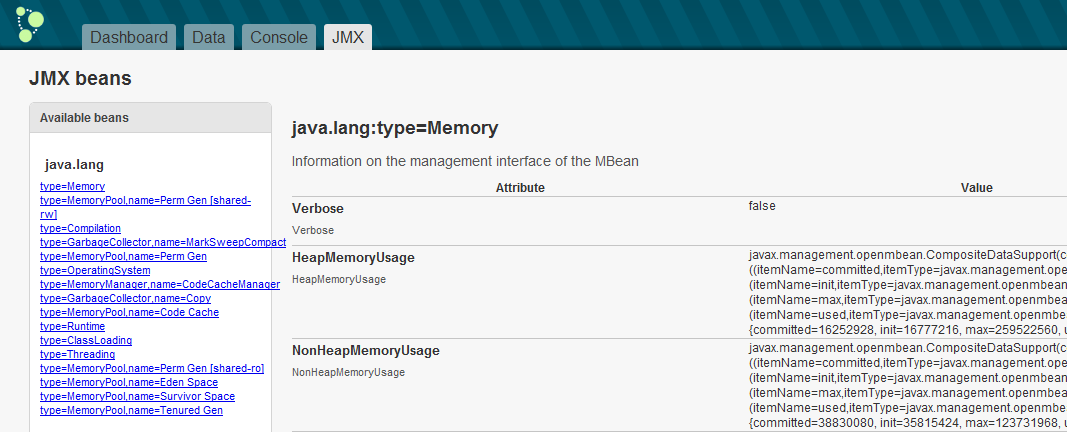 Dashboard Data Console JMX
JMX beans
Available beans
java.lang
type=Memory
type=MemoryPool,name=Perm Gen [shared-
rw]
type=Compilation
type=GarbageCollector,name=MarkSweepCompact
type=MemoryPool,name=Perm Gen
type=OperatingSystem
type=MemoryManager,name=CodeCacheManager
type=GarbageCollector,name=Copy
type=MemoryPool,name=Code Cache
type=Runtime
type=ClassLoading
type=Threading
type=MemoryPool,name=Perm Gen [shared-ro]
type=MemoryPool,name=Eden Space
type=MemoryPool,name=Survivor Space
type=MemoryPool,name=Tenured Gen
java.lang:type=Memory
Information on the management interface of the MBean
Attribute Value
Verbose false
Verbose
HeapMemoryUsage
HeapMemoryUsage
javax.management.openmbean.CompositeDataSupport(c
((itemName=committed,itemType=javax.management.ope
(itemName=init,itemType=javax.management.openmbean
(itemName=max,itemType=javax.management.openmbea
(itemName=used,itemType=javax.management.openmbea
{committed=16252928, init=16777216, max=259522560, u
NonHeapMemoryUsage
NonHeapMemoryUsage
javax.management.openmbean.CompositeDataSupport(c
((itemName=committed,itemType=javax.management.ope
(itemName=init,itemType=javax.management.openmbean
(itemName=max,itemType=javax.management.openmbea
(itemName=used,itemType=javax.management.openmbea
{committed=38830080, init=35815424, max=123731968, u